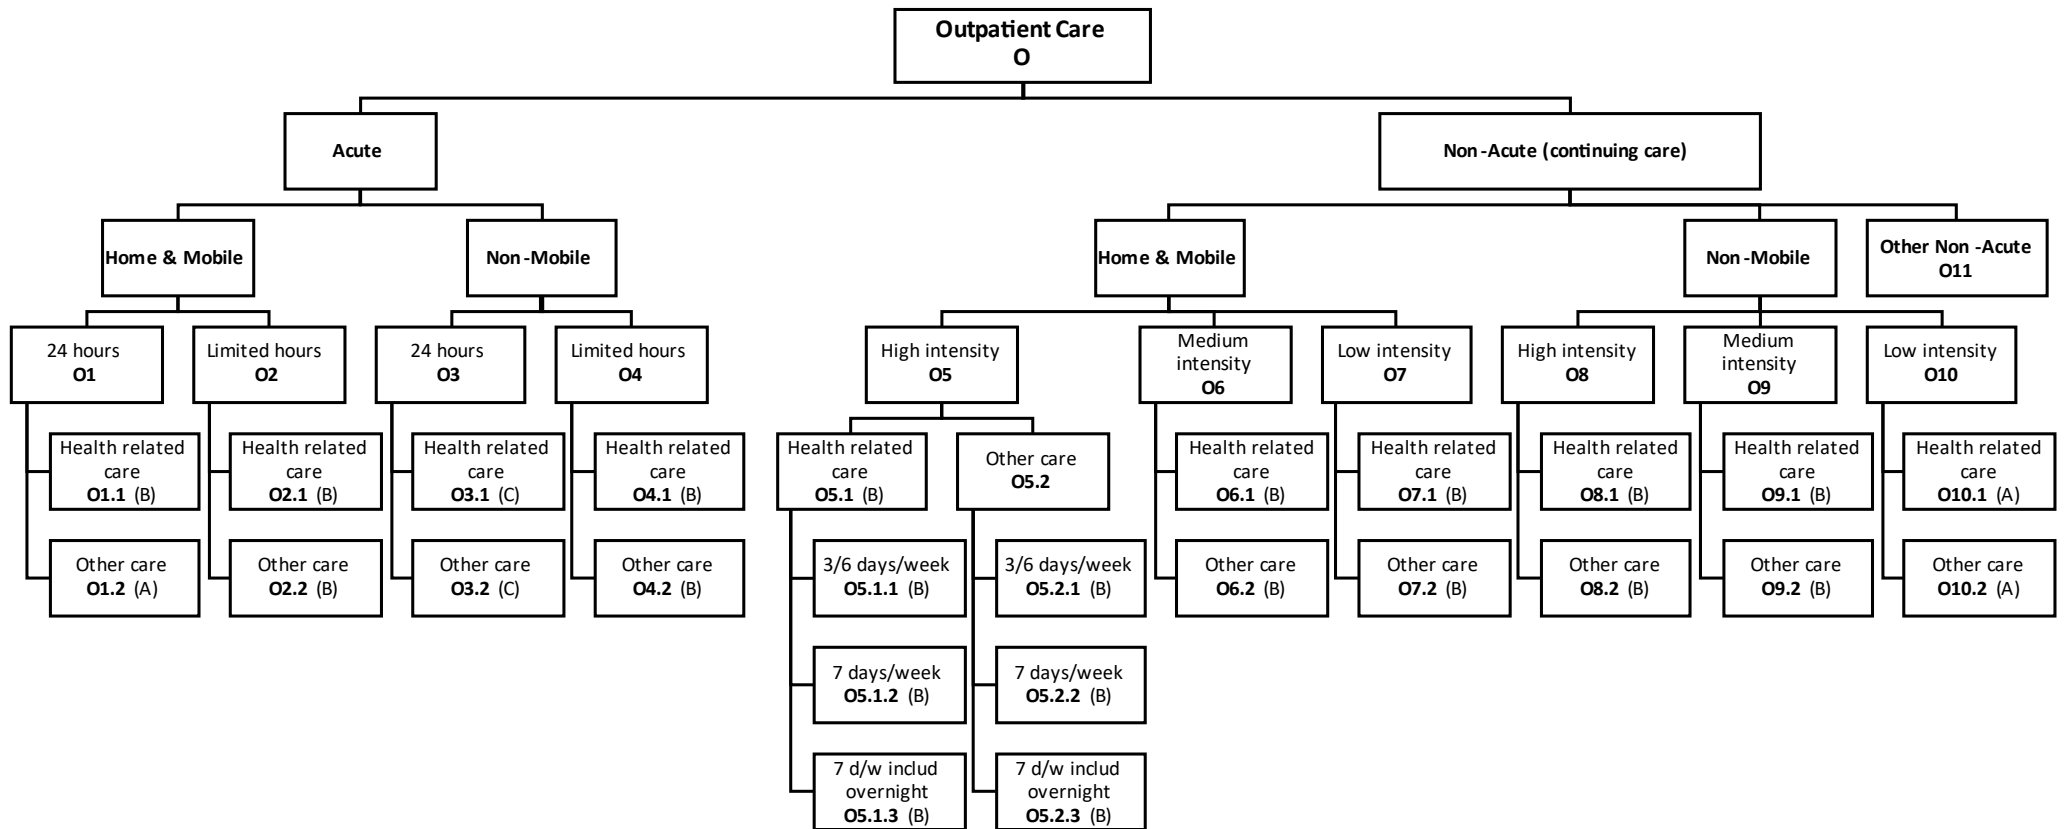 Outpatient Care
O
Acute
Non-Acute (continuing care)
Home & Mobile
Non-Mobile
Home & Mobile
Non-Mobile
Other Non -Acute
O11
24 hours
O1
Limited hours
O2
24 hours
O3
Limited hours
O4
High intensity
O5
Medium
intensity
O6
Low intensity
O7
High intensity
O8
Medium
intensity
O9
Low intensity
O10
Health related
care
O1.1 (B)
Health related
care
O2.1 (B)
Health related
care
O3.1 (C)
Health related
care
O4.1 (B)
Health related
care
O5.1 (B)
Other care
O5.2
Health related
care
O6.1 (B)
Health related
care
O7.1 (B)
Health related
care
O8.1 (B)
Health related
care
O9.1 (B)
Health related
care
O10.1 (A)
Other care
O1.2 (A)
Other care
O2.2 (B)
Other care
O3.2 (C)
Other care
O4.2 (B)
3/6 days/week
O5.1.1 (B)
3/6 days/week
O5.2.1 (B)
Other care
O6.2 (B)
Other care
O7.2 (B)
Other care
O8.2 (B)
Other care
O9.2 (B)
Other care
O10.2 (A)
7 days/week
O5.1.2 (B)
7 days/week
O5.2.2 (B)
7 d/w includ
overnight
O5.1.3 (B)
7 d/w includ
overnight
O5.2.3 (B)